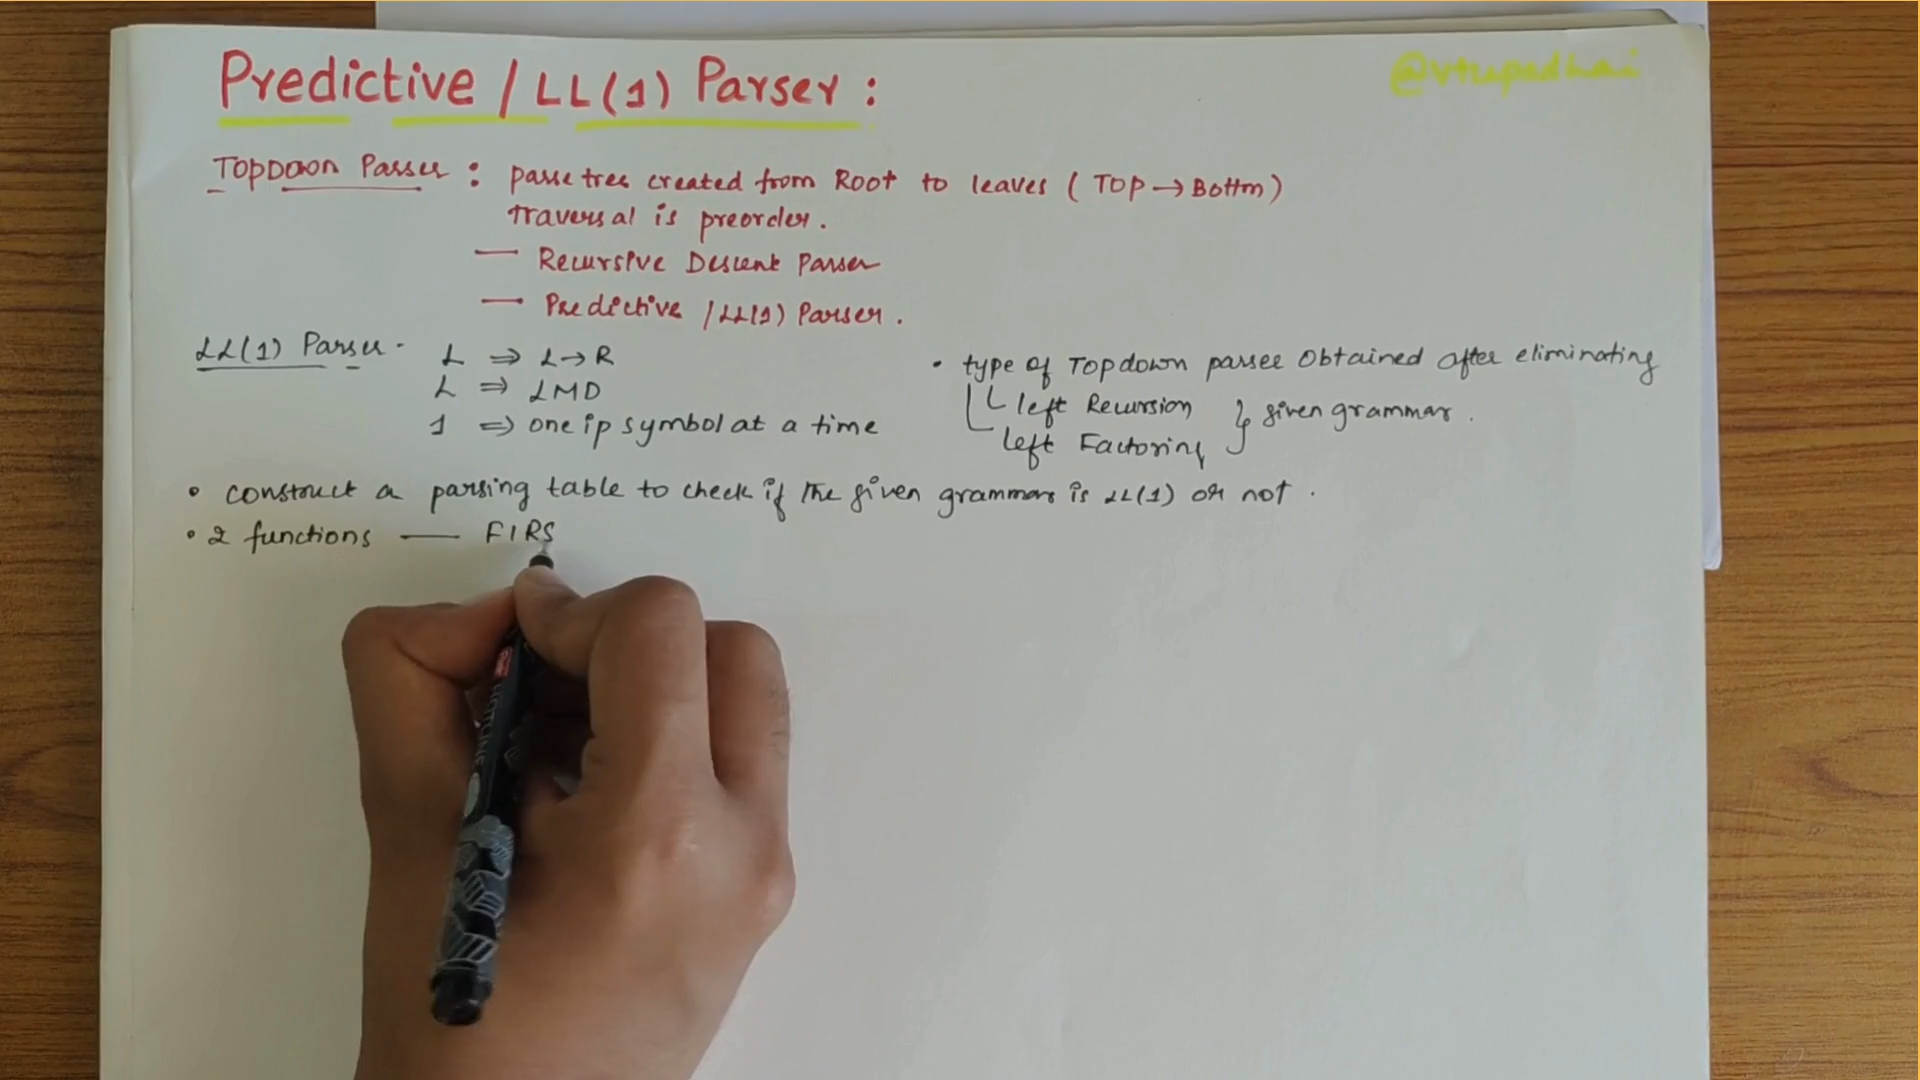 Predictive / LL(1) Parser :
@vtupadhai
TopDown Parser : parse tree created from Root to leaves ( TOP → Bottm )
traversal is preorder .
— Recursive Descent Parser
— Predictive / LL(1) Parser .
LL(1) Parser - L ⇒ L → R
L ⇒ LMD
1 ⇒ one ip symbol at a time
• type of Topdown parser Obtained after eliminating
left Recursion } given grammar .
left Factoring
• construct a parsing table to check if the given grammar is LL(1) or not .
• 2 functions — FIRS